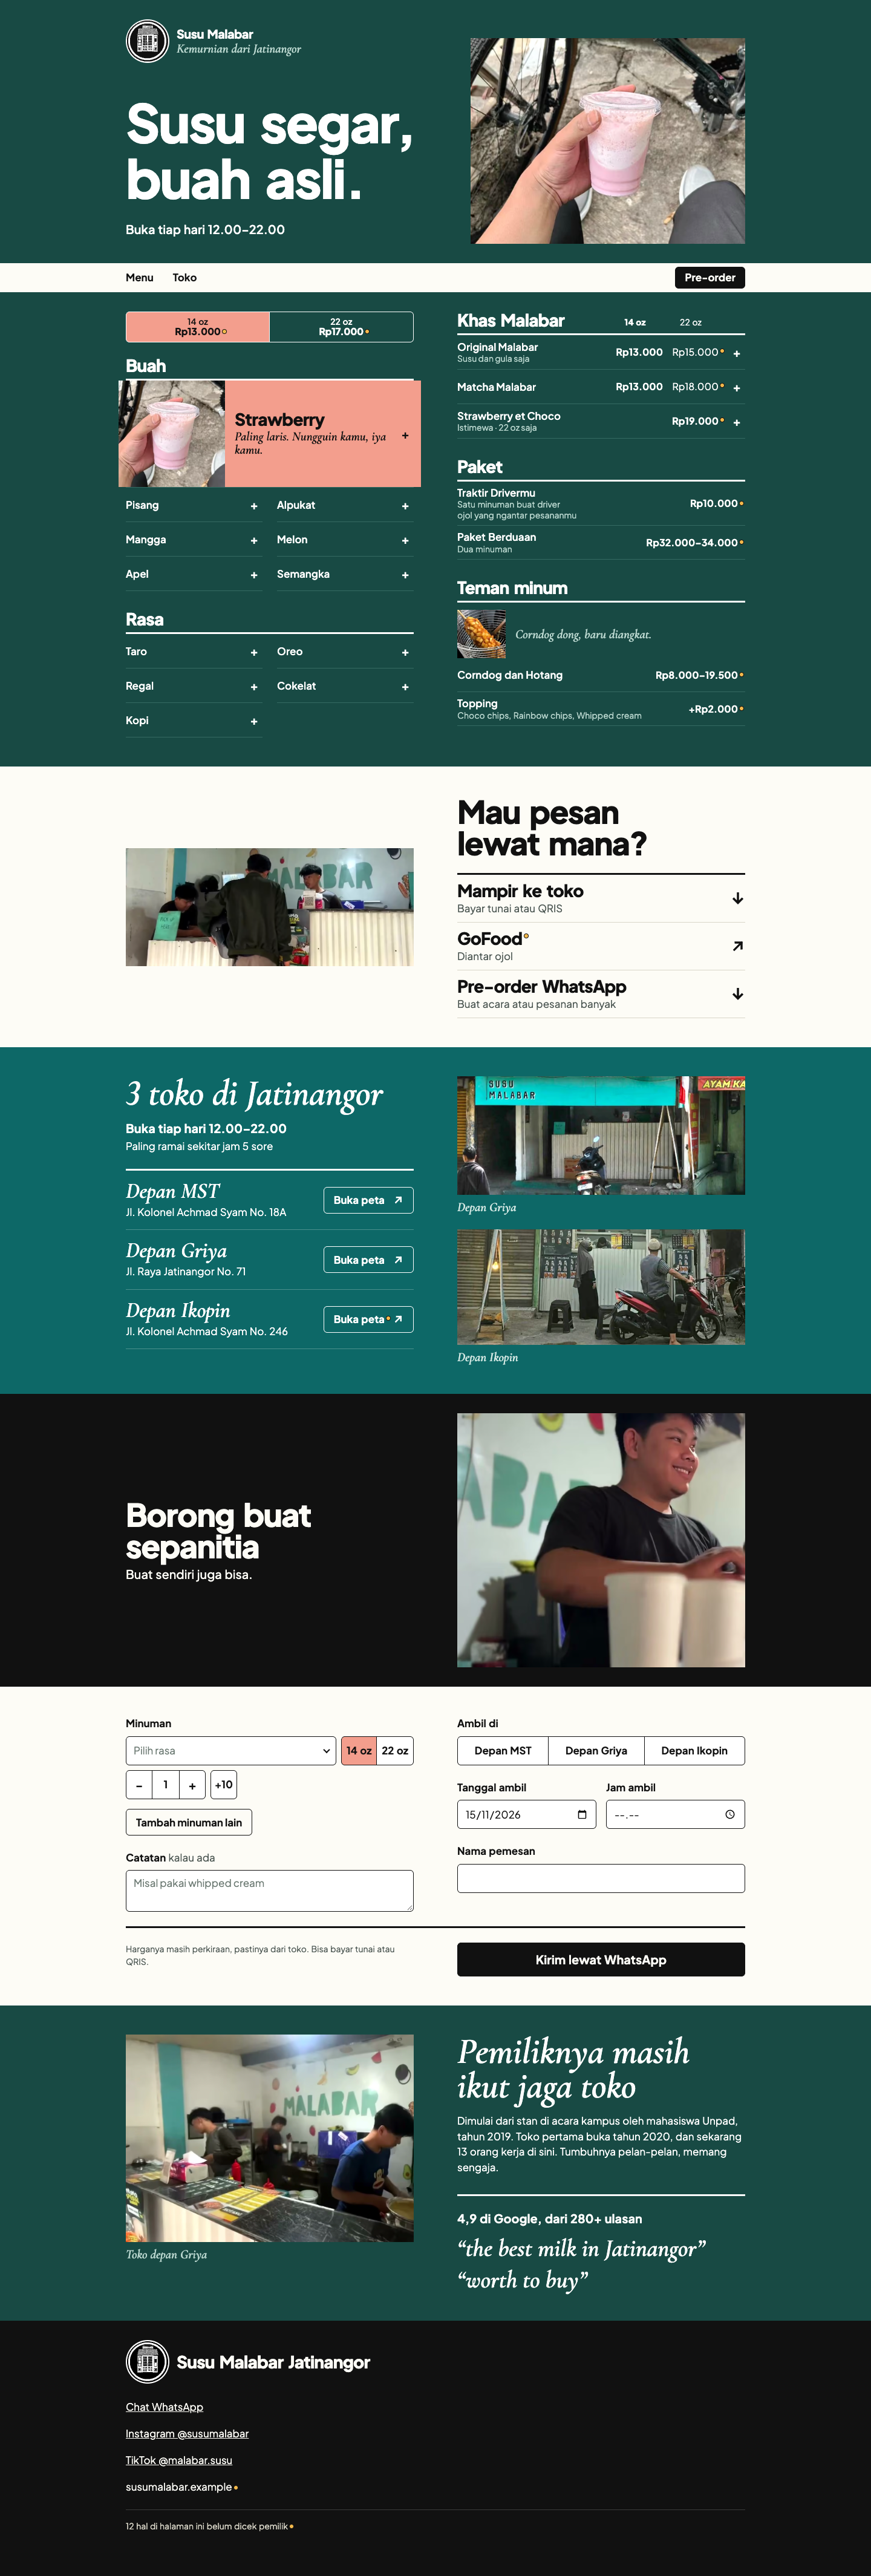 Susu Malabar
Kemurnian dari Jatinangor
Susu segar,
buah asli.
Buka tiap hari 12.00–22.00
Menu
Toko
Pre-order
14 oz
Rp13.000
22 oz
Rp17.000
Buah
Strawberry
Paling laris. Nungguin kamu, iya
kamu.
+
Pisang +
Alpukat +
Mangga +
Melon +
Apel +
Semangka +
Rasa
Taro +
Oreo +
Regal +
Cokelat +
Kopi +
Khas Malabar 14 oz 22 oz
Original Malabar Rp13.000 Rp15.000 +
Susu dan gula saja
Matcha Malabar Rp13.000 Rp18.000 +
Strawberry et Choco Rp19.000 +
Istimewa · 22 oz saja
Paket
Traktir Drivermu
Satu minuman buat driver
ojol yang ngantar pesananmu
Rp10.000
Paket Berduaan
Dua minuman
Rp32.000–34.000
Teman minum
Corndog dong, baru diangkat.
Corndog dan Hotang Rp8.000–19.500
Topping
Choco chips, Rainbow chips, Whipped cream
+Rp2.000
MALABAR
Mau pesan
lewat mana?
Mampir ke toko ↓
Bayar tunai atau QRIS
GoFood ↗
Diantar ojol
Pre-order WhatsApp ↓
Buat acara atau pesanan banyak
3 toko di Jatinangor
Buka tiap hari 12.00–22.00
Paling ramai sekitar jam 5 sore
Depan MST
Jl. Kolonel Achmad Syam No. 18A
Buka peta ↗
Depan Griya
Jl. Raya Jatinangor No. 71
Buka peta ↗
Depan Ikopin
Jl. Kolonel Achmad Syam No. 246
Buka peta ↗
SUSU
MALABAR
AYAM KA
Depan Griya
Depan Ikopin
Borong buat
sepanitia
Buat sendiri juga bisa.
Minuman
Pilih rasa
14 oz
22 oz
– 1 +
+10
Tambah minuman lain
Catatan kalau ada
Misal pakai whipped cream
Ambil di
Depan MST
Depan Griya
Depan Ikopin
Tanggal ambil
15/11/2026
Jam ambil
--.--
Nama pemesan
Harganya masih perkiraan, pastinya dari toko. Bisa bayar tunai atau
QRIS.
Kirim lewat WhatsApp
MALABAR
Toko depan Griya
Pemiliknya masih
ikut jaga toko
Dimulai dari stan di acara kampus oleh mahasiswa Unpad,
tahun 2019. Toko pertama buka tahun 2020, dan sekarang
13 orang kerja di sini. Tumbuhnya pelan-pelan, memang
sengaja.
4,9 di Google, dari 280+ ulasan
“the best milk in Jatinangor”
“worth to buy”
Susu Malabar Jatinangor
Chat WhatsApp
Instagram @susumalabar
TikTok @malabar.susu
susumalabar.example
12 hal di halaman ini belum dicek pemilik